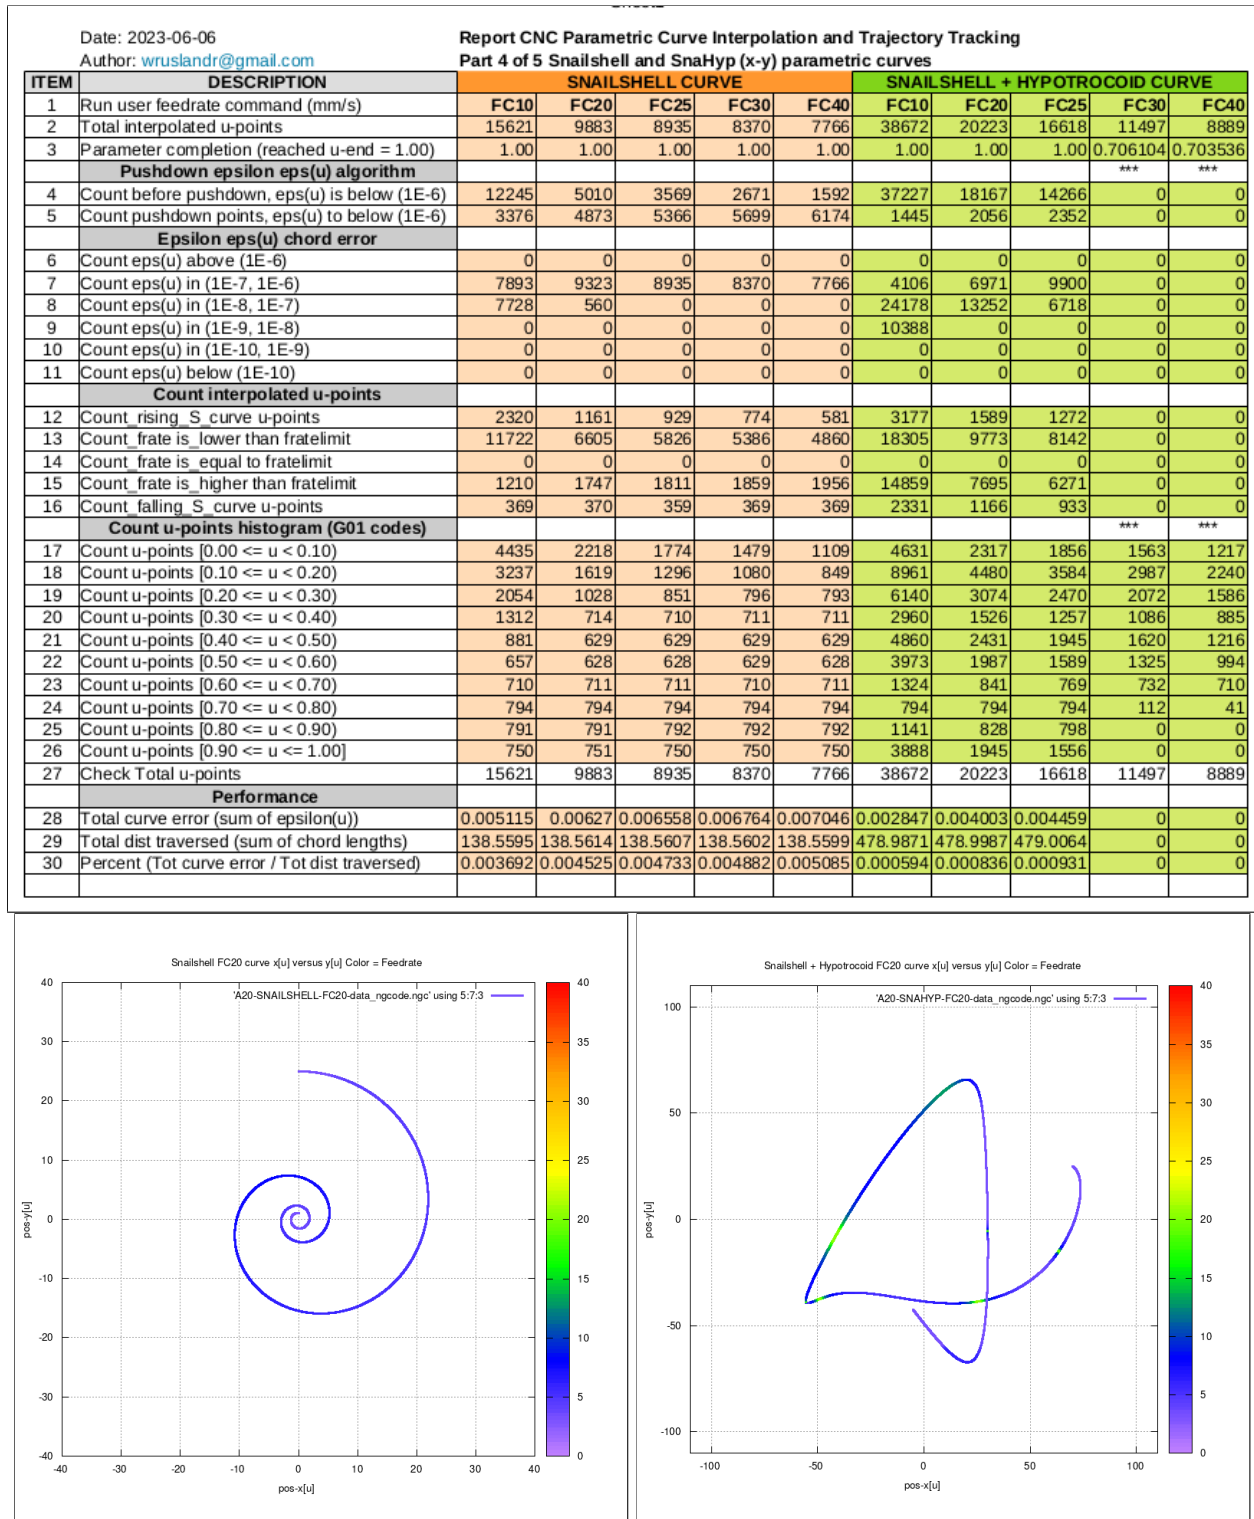 Date: 2023-06-06 Report CNC Parametric Curve Interpolation and Trajectory Tracking
Author: wruslandr@gmail.com Part 4 of 5 Snailshell and SnaHyp (x-y) parametric curves
ITEM DESCRIPTION SNAILSHELL CURVE SNAILSHELL + HYPOTROCOID CURVE
1 Run user feedrate command (mm/s) FC10 FC20 FC25 FC30 FC40 FC10 FC20 FC25 FC30 FC40
2 Total interpolated u-points 15621 9883 8935 8370 7766 38672 20223 16618 11497 8889
3 Parameter completion (reached u-end = 1.00) 1.00 1.00 1.00 1.00 1.00 1.00 1.00 1.00 0.706104 0.703536
Pushdown epsilon eps(u) algorithm *** ***
4 Count before pushdown, eps(u) is below (1E-6) 12245 5010 3569 2671 1592 37227 18167 14266 0 0
5 Count pushdown points, eps(u) to below (1E-6) 3376 4873 5366 5699 6174 1445 2056 2352 0 0
Epsilon eps(u) chord error
6 Count eps(u) above (1E-6) 0 0 0 0 0 0 0 0 0 0
7 Count eps(u) in (1E-7, 1E-6) 7893 9323 8935 8370 7766 4106 6971 9900 0 0
8 Count eps(u) in (1E-8, 1E-7) 7728 560 0 0 0 24178 13252 6718 0 0
9 Count eps(u) in (1E-9, 1E-8) 0 0 0 0 0 10388 0 0 0 0
10 Count eps(u) in (1E-10, 1E-9) 0 0 0 0 0 0 0 0 0 0
11 Count eps(u) below (1E-10) 0 0 0 0 0 0 0 0 0 0
Count interpolated u-points
12 Count_rising_S_curve u-points 2320 1161 929 774 581 3177 1589 1272 0 0
13 Count_frate is_lower than fratelimit 11722 6605 5826 5386 4860 18305 9773 8142 0 0
14 Count_frate is_equal to fratelimit 0 0 0 0 0 0 0 0 0 0
15 Count_frate is_higher than fratelimit 1210 1747 1811 1859 1956 14859 7695 6271 0 0
16 Count_falling_S_curve u-points 369 370 359 369 369 2331 1166 933 0 0
Count u-points histogram (G01 codes) *** ***
17 Count u-points [0.00 <= u < 0.10) 4435 2218 1774 1479 1109 4631 2317 1856 1563 1217
18 Count u-points [0.10 <= u < 0.20) 3237 1619 1296 1080 849 8961 4480 3584 2987 2240
19 Count u-points [0.20 <= u < 0.30) 2054 1028 851 796 793 6140 3074 2470 2072 1586
20 Count u-points [0.30 <= u < 0.40) 1312 714 710 711 711 2960 1526 1257 1086 885
21 Count u-points [0.40 <= u < 0.50) 881 629 629 629 629 4860 2431 1945 1620 1216
22 Count u-points [0.50 <= u < 0.60) 657 628 628 629 628 3973 1987 1589 1325 994
23 Count u-points [0.60 <= u < 0.70) 710 711 711 710 711 1324 841 769 732 710
24 Count u-points [0.70 <= u < 0.80) 794 794 794 794 794 794 794 794 112 41
25 Count u-points [0.80 <= u < 0.90) 791 791 792 792 792 1141 828 798 0 0
26 Count u-points [0.90 <= u <= 1.00] 750 751 750 750 750 3888 1945 1556 0 0
27 Check Total u-points 15621 9883 8935 8370 7766 38672 20223 16618 11497 8889
Performance
28 Total curve error (sum of epsilon(u)) 0.005115 0.00627 0.006558 0.006764 0.007046 0.002847 0.004003 0.004459 0 0
29 Total dist traversed (sum of chord lengths) 138.5595 138.5614 138.5607 138.5602 138.5599 478.9871 478.9987 479.0064 0 0
30 Percent (Tot curve error / Tot dist traversed) 0.003692 0.004525 0.004733 0.004882 0.005085 0.000594 0.000836 0.000931 0 0
Snailshell FC20 curve x[u] versus y[u] Color = Feedrate
'A20-SNAILSHELL-FC20-data_ngcode.ngc' using 5:7:3
40
30
20
10
0
-10
-20
-30
-40
pos-y[u]
-40 -30 -20 -10 0 10 20 30 40
pos-x[u]
40
35
30
25
20
15
10
5
0
Snailshell + Hypotrocoid FC20 curve x[u] versus y[u] Color = Feedrate
'A20-SNAHYP-FC20-data_ngcode.ngc' using 5:7:3
100
50
0
-50
-100
pos-y[u]
-100 -50 0 50 100
pos-x[u]
40
35
30
25
20
15
10
5
0